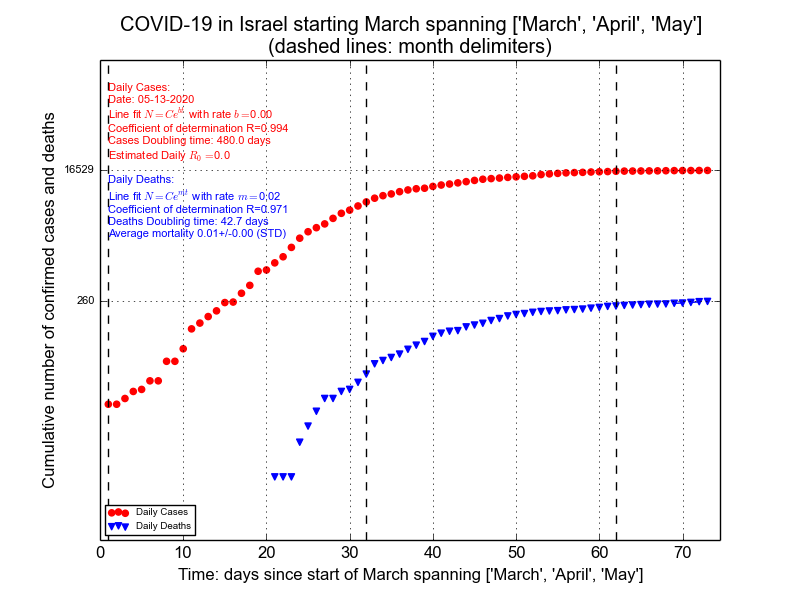 COVID-19 in Israel starting March spanning ['March', 'April', 'May']
(dashed lines: month delimiters)
Daily Cases:
Date: 05-13-2020
Line fit N = Ce^{bt}: with rate b = 0.00
Coefficient of determination R=0.994
Cases Doubling time: 480.0 days
Estimated Daily R_0 = 0.0
Daily Deaths:
Line fit N = Ce^{mt} with rate m = 0.02
Coefficient of determination R=0.971
Deaths Doubling time: 42.7 days
Average mortality 0.01+/-0.00 (STD)
16529
260
Cumulative number of confirmed cases and deaths
Daily Cases
Daily Deaths
0 10 20 30 40 50 60 70
Time: days since start of March spanning ['March', 'April', 'May']